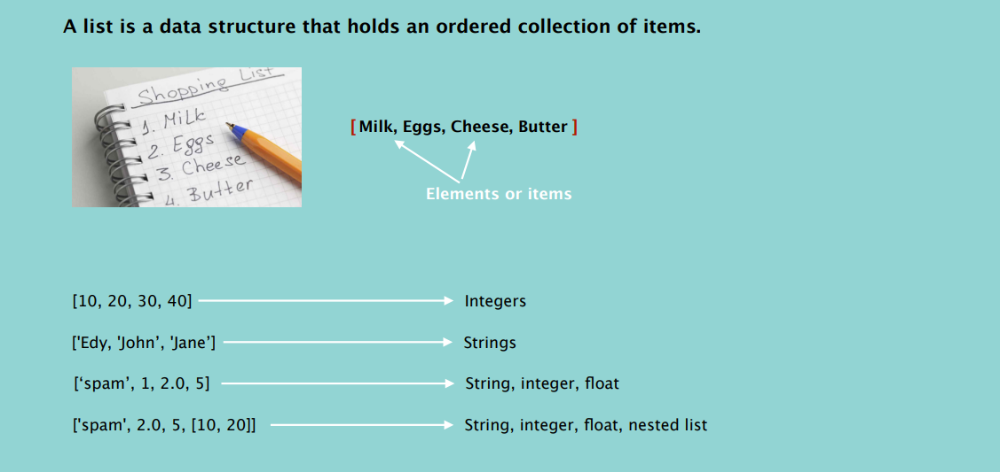 A list is a data structure that holds an ordered collection of items.
Shopping List
1. Milk
2. Eggs
3. Cheese
4. Butter
[ Milk, Eggs, Cheese, Butter ]
Elements or items
[10, 20, 30, 40] Integers
['Edy, 'John’, 'Jane’] Strings
[‘spam’, 1, 2.0, 5] String, integer, float
['spam', 2.0, 5, [10, 20]] String, integer, float, nested list